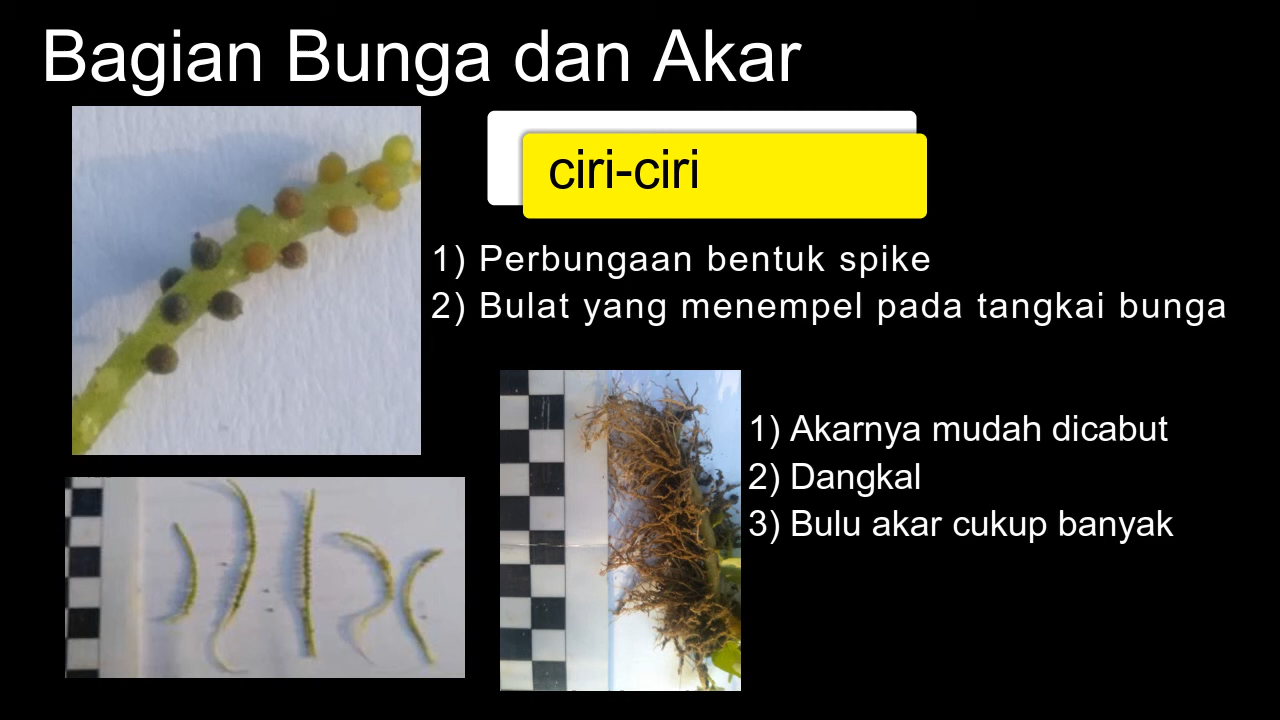 Bagian Bunga dan Akar
ciri-ciri
1) Perbungaan bentuk spike
2) Bulat yang menempel pada tangkai bunga
1) Akarnya mudah dicabut
2) Dangkal
3) Bulu akar cukup banyak